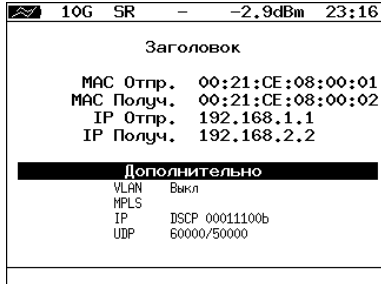 10G SR - -2.9dBm 23:16
Заголовок
MAC Отпр. 00:21:CE:08:00:01
MAC Получ. 00:21:CE:08:00:02
IP Отпр. 192.168.1.1
IP Получ. 192.168.2.2
Дополнительно
VLAN Выкл
MPLS
IP DSCP 00011100b
UDP 60000/50000